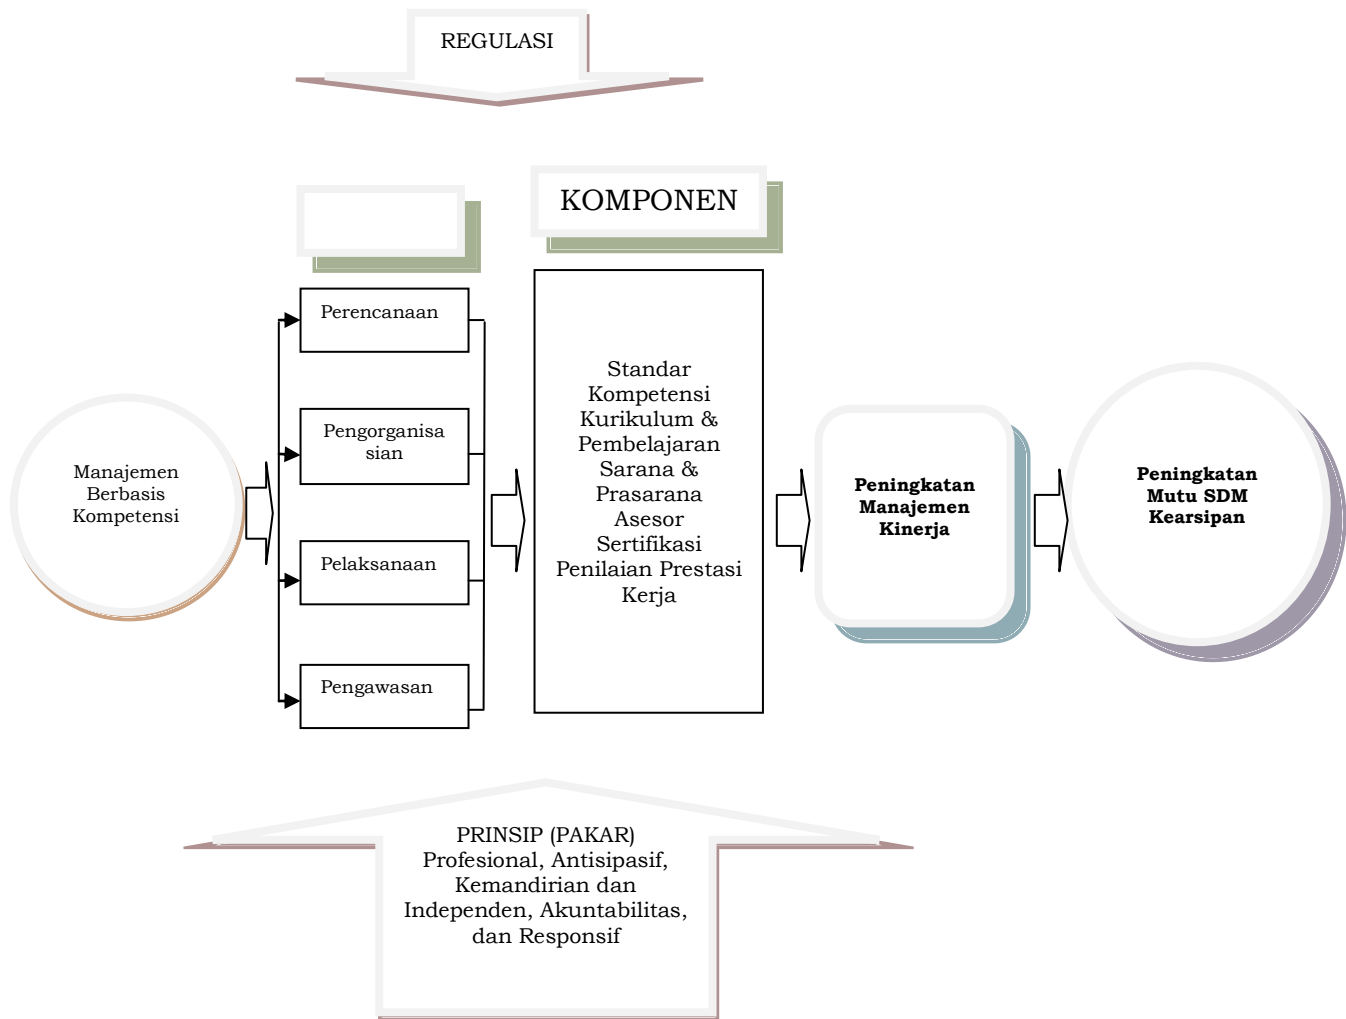 REGULASI
KOMPONEN
Perencanaan
Pengorganisa
sian
Pelaksanaan
Pengawasan
Manajemen
Berbasis
Kompetensi
Standar
Kompetensi
Kurikulum &
Pembelajaran
Sarana &
Prasarana
Asesor
Sertifikasi
Penilaian Prestasi
Kerja
Peningkatan
Manajemen
Kinerja
Peningkatan
Mutu SDM
Kearsipan
PRINSIP (PAKAR)
Profesional, Antisipasif,
Kemandirian dan
Independen, Akuntabilitas,
dan Responsif